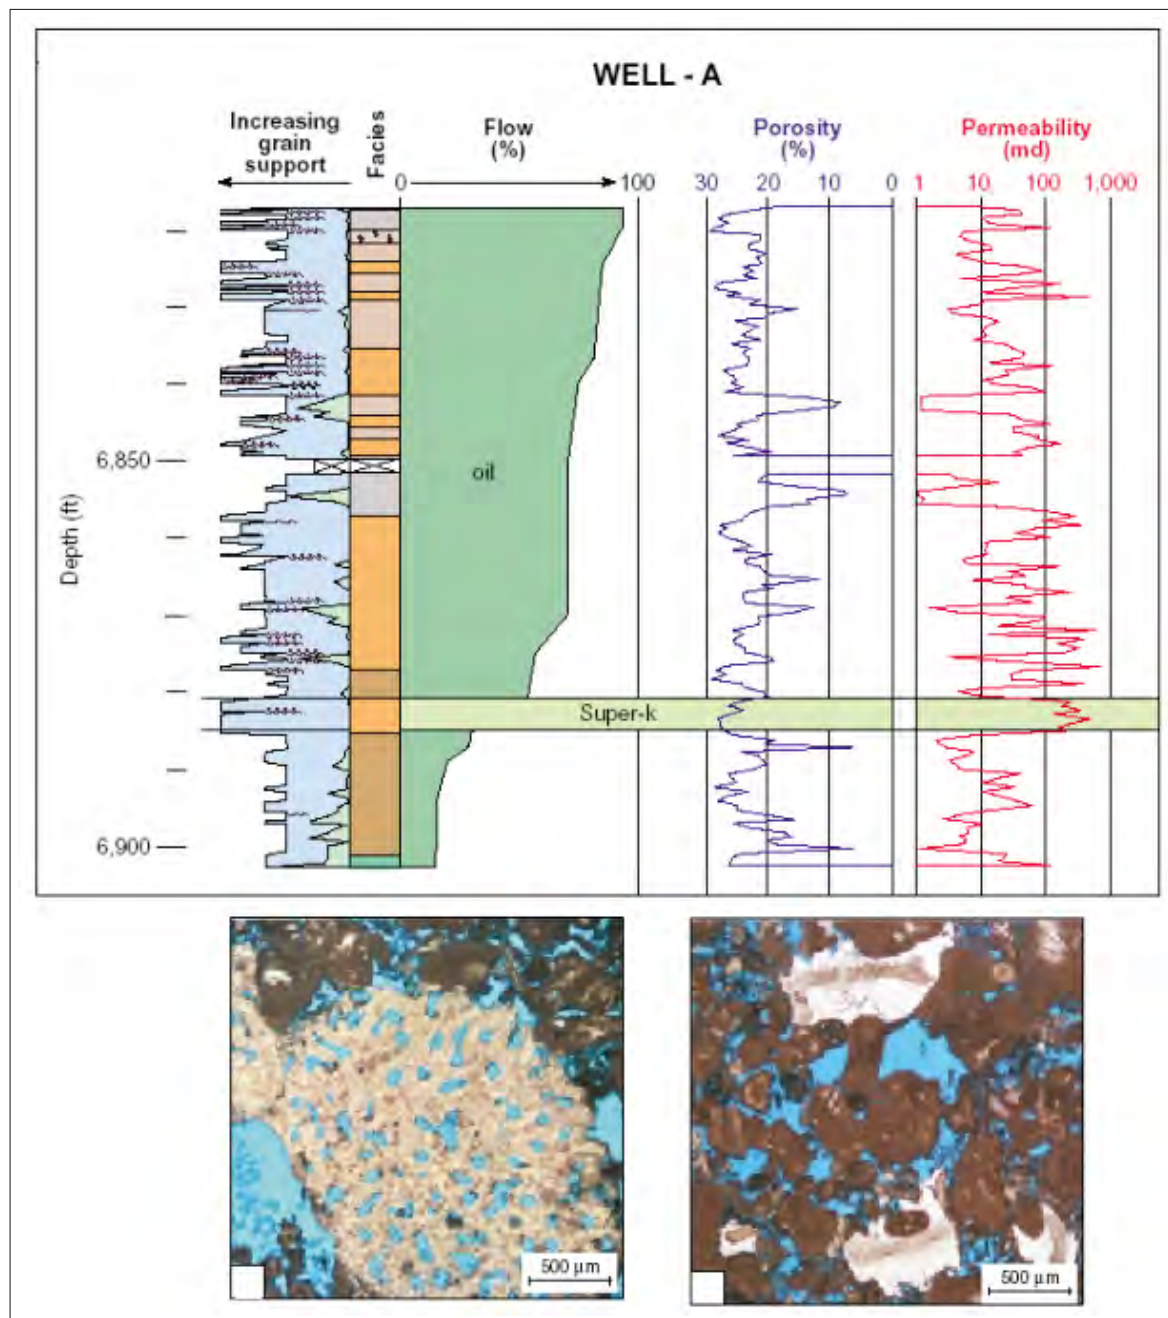 WELL - A
Increasing
grain
support
Facies
Flow
(%)
Porosity
(%)
Permeability
(md)
0
100
30
20
10
0
1
10
100
1,000
Depth (ft)
6,850
oil
Super-k
6,900
500 µm
500 µm